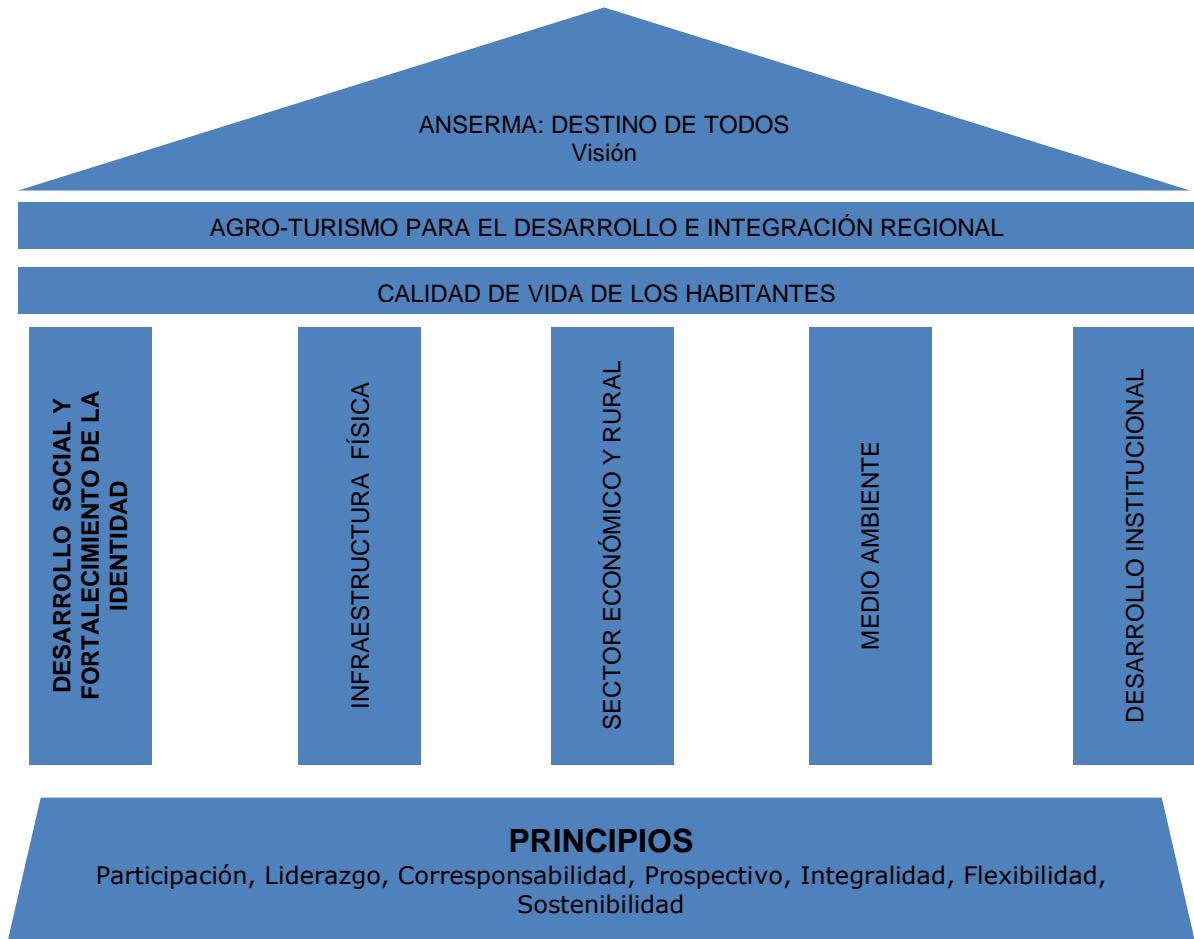 ANSERMA: DESTINO DE TODOS
Visión
AGRO-TURISMO PARA EL DESARROLLO E INTEGRACIÓN REGIONAL
CALIDAD DE VIDA DE LOS HABITANTES
DESARROLLO SOCIAL Y
FORTALECIMIENTO DE LA
IDENTIDAD
INFRAESTRUCTURA FÍSICA
SECTOR ECONÓMICO Y RURAL
MEDIO AMBIENTE
DESARROLLO INSTITUCIONAL
PRINCIPIOS
Participación, Liderazgo, Corresponsabilidad, Prospectivo, Integralidad, Flexibilidad,
Sostenibilidad